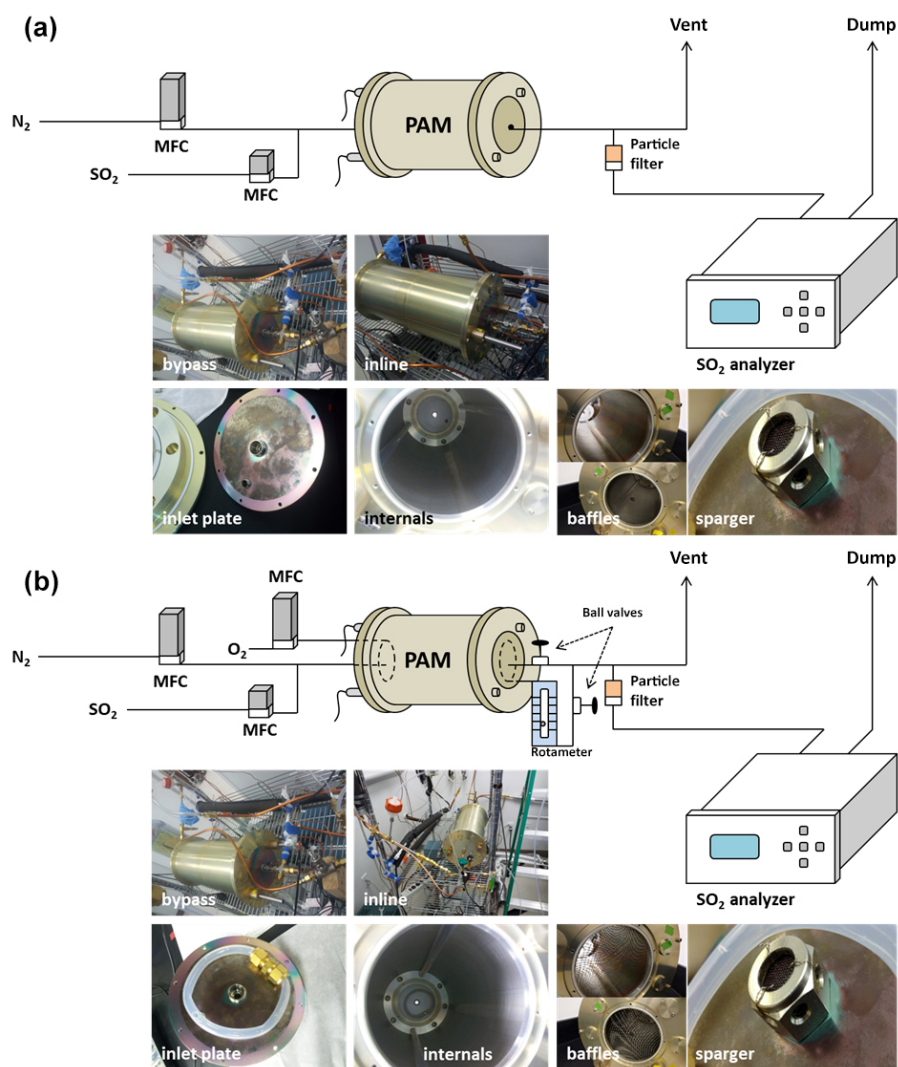 (a)
Vent
Dump
N₂
MFC
PAM
SO₂
MFC
Particle
filter
bypass
inline
SO₂ analyzer
inlet plate
internals
baffles
sparger
(b)
Vent
Dump
MFC
Ball valves
O₂
N₂
MFC
PAM
SO₂
MFC
Particle
filter
Rotameter
bypass
inline
SO₂ analyzer
inlet plate
internals
baffles
sparger